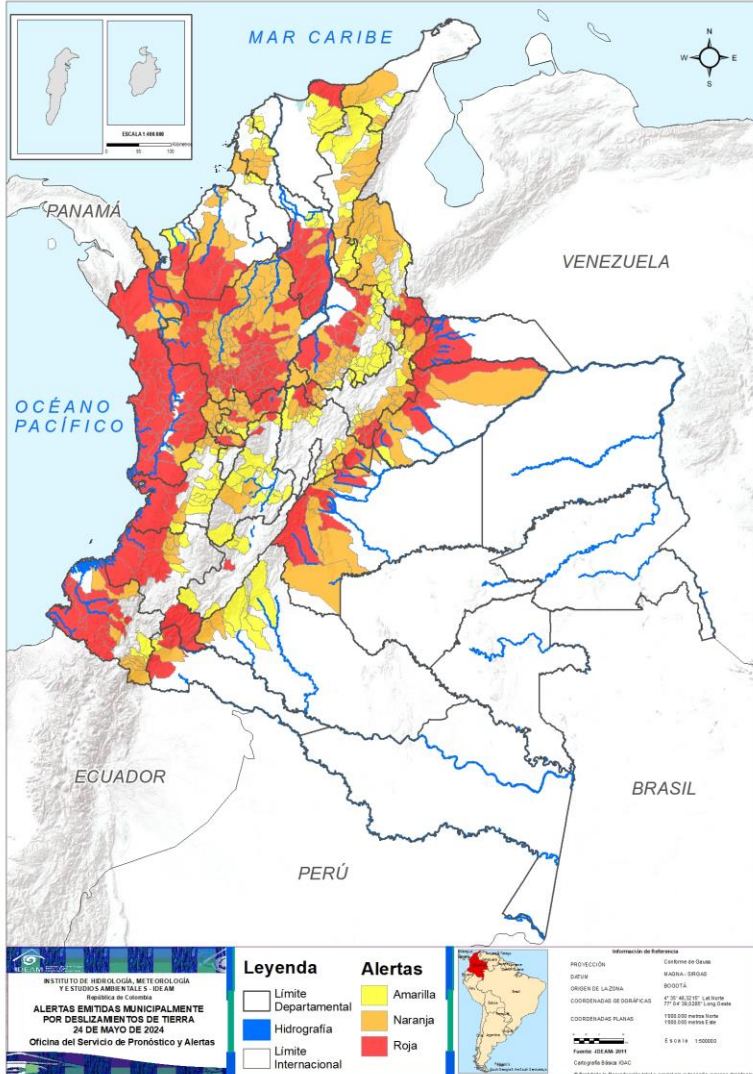 MAR CARIBE
N
W E
S
ESCALA 1:600.000
PANAMÁ
VENEZUELA
OCÉANO
PACÍFICO
ECUADOR
BRASIL
PERÚ
IDEAM
INSTITUTO DE HIDROLOGÍA, METEOROLOGÍA
Y ESTUDIOS AMBIENTALES - IDEAM
República de Colombia
ALERTAS EMITIDAS MUNICIPALMENTE
POR DESLIZAMIENTOS DE TIERRA
24 DE MAYO DE 2024
Oficina del Servicio de Pronóstico y Alertas
Leyenda
Límite
Departamental
Hidrografía
Límite
Internacional
Alertas
Amarilla
Naranja
Roja
Información de Referencia
PROYECCIÓN Conforme de Gauss
DATUM MAGNA - SIRGAS
ORIGEN DE LA ZONA BOGOTÁ
COORDENADAS GEOGRÁFICAS
COORDENADAS PLANAS 1'000.000 metros Norte
1'000.000 metros Este
Fuente: IDEAM 2011
Cartografía Básica: IGAC